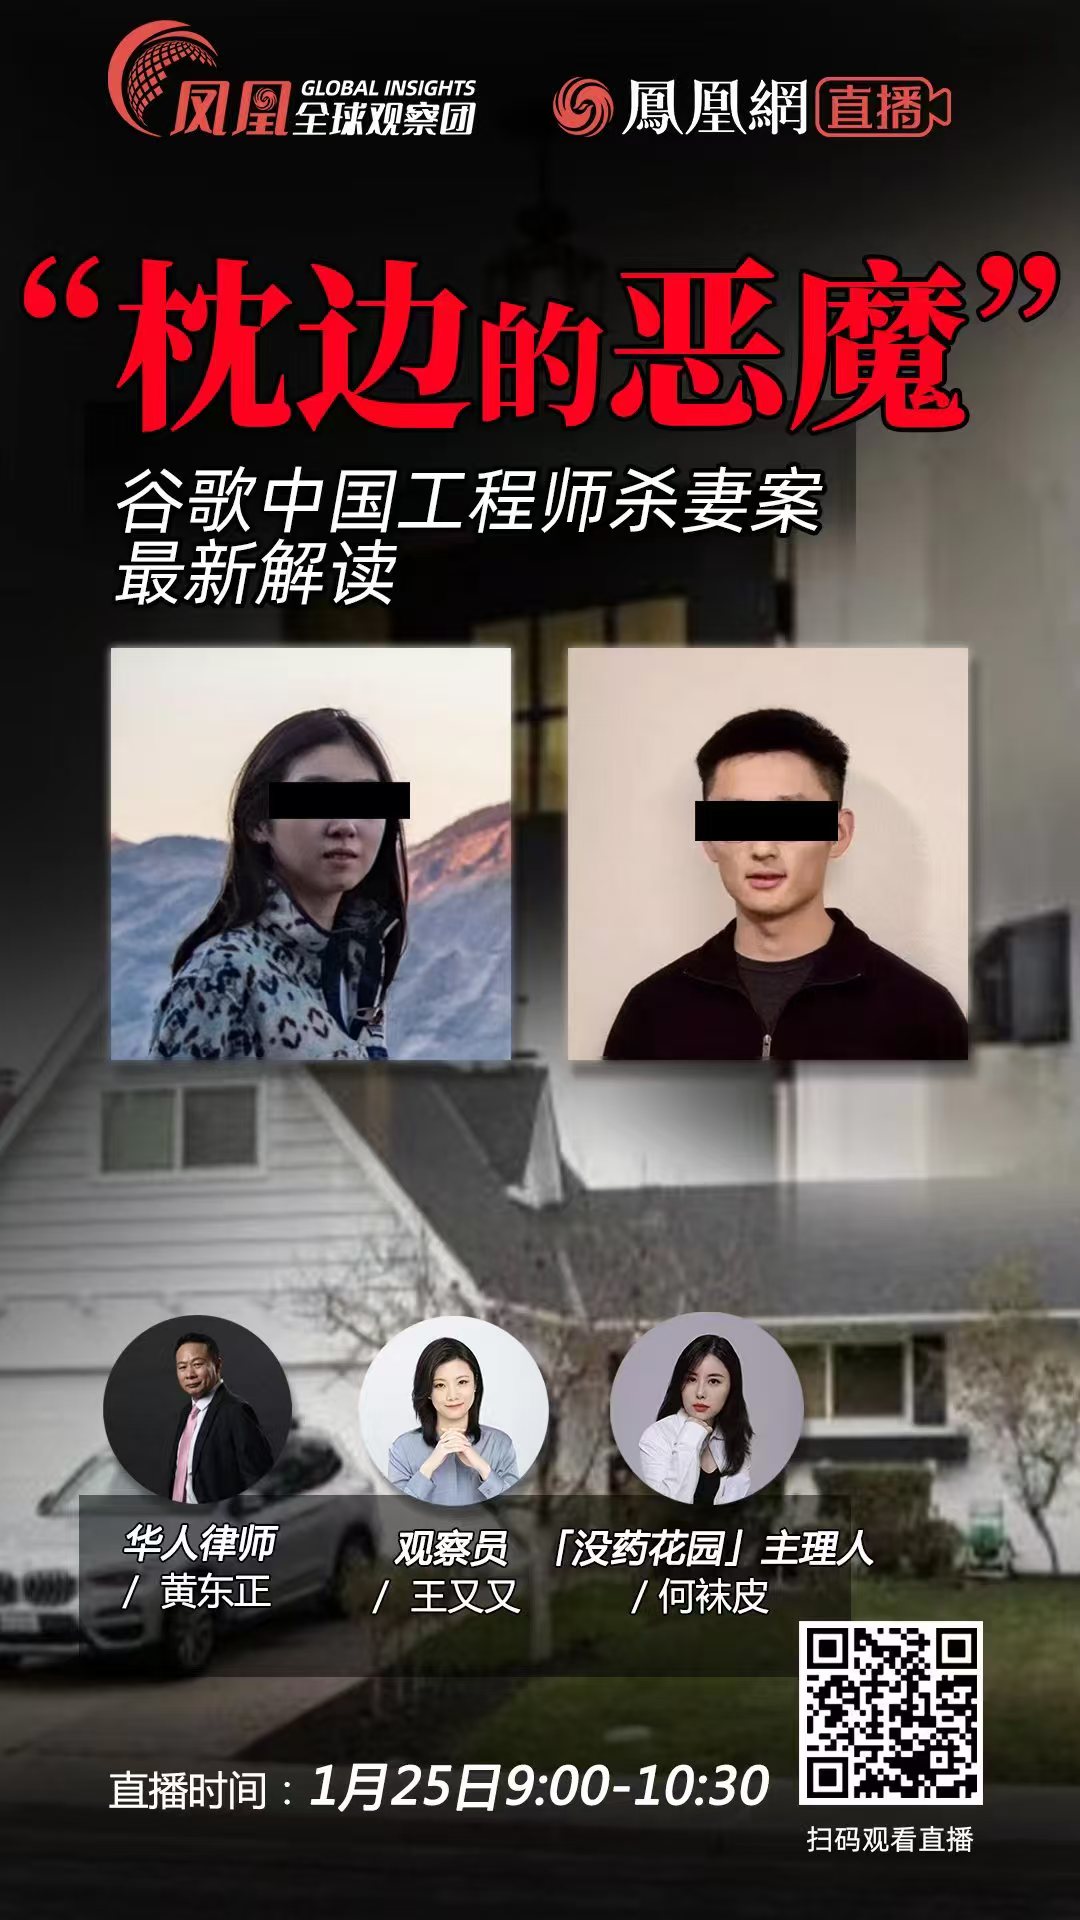 凤凰 GLOBAL INSIGHTS 全球观察团
鳳凰網 直播
“枕边的恶魔”
谷歌中国工程师杀妻案
最新解读
华人律师
/ 黄东正
观察员
/ 王又又
「没药花园」主理人
/ 何袜皮
直播时间：1月25日9:00-10:30
扫码观看直播